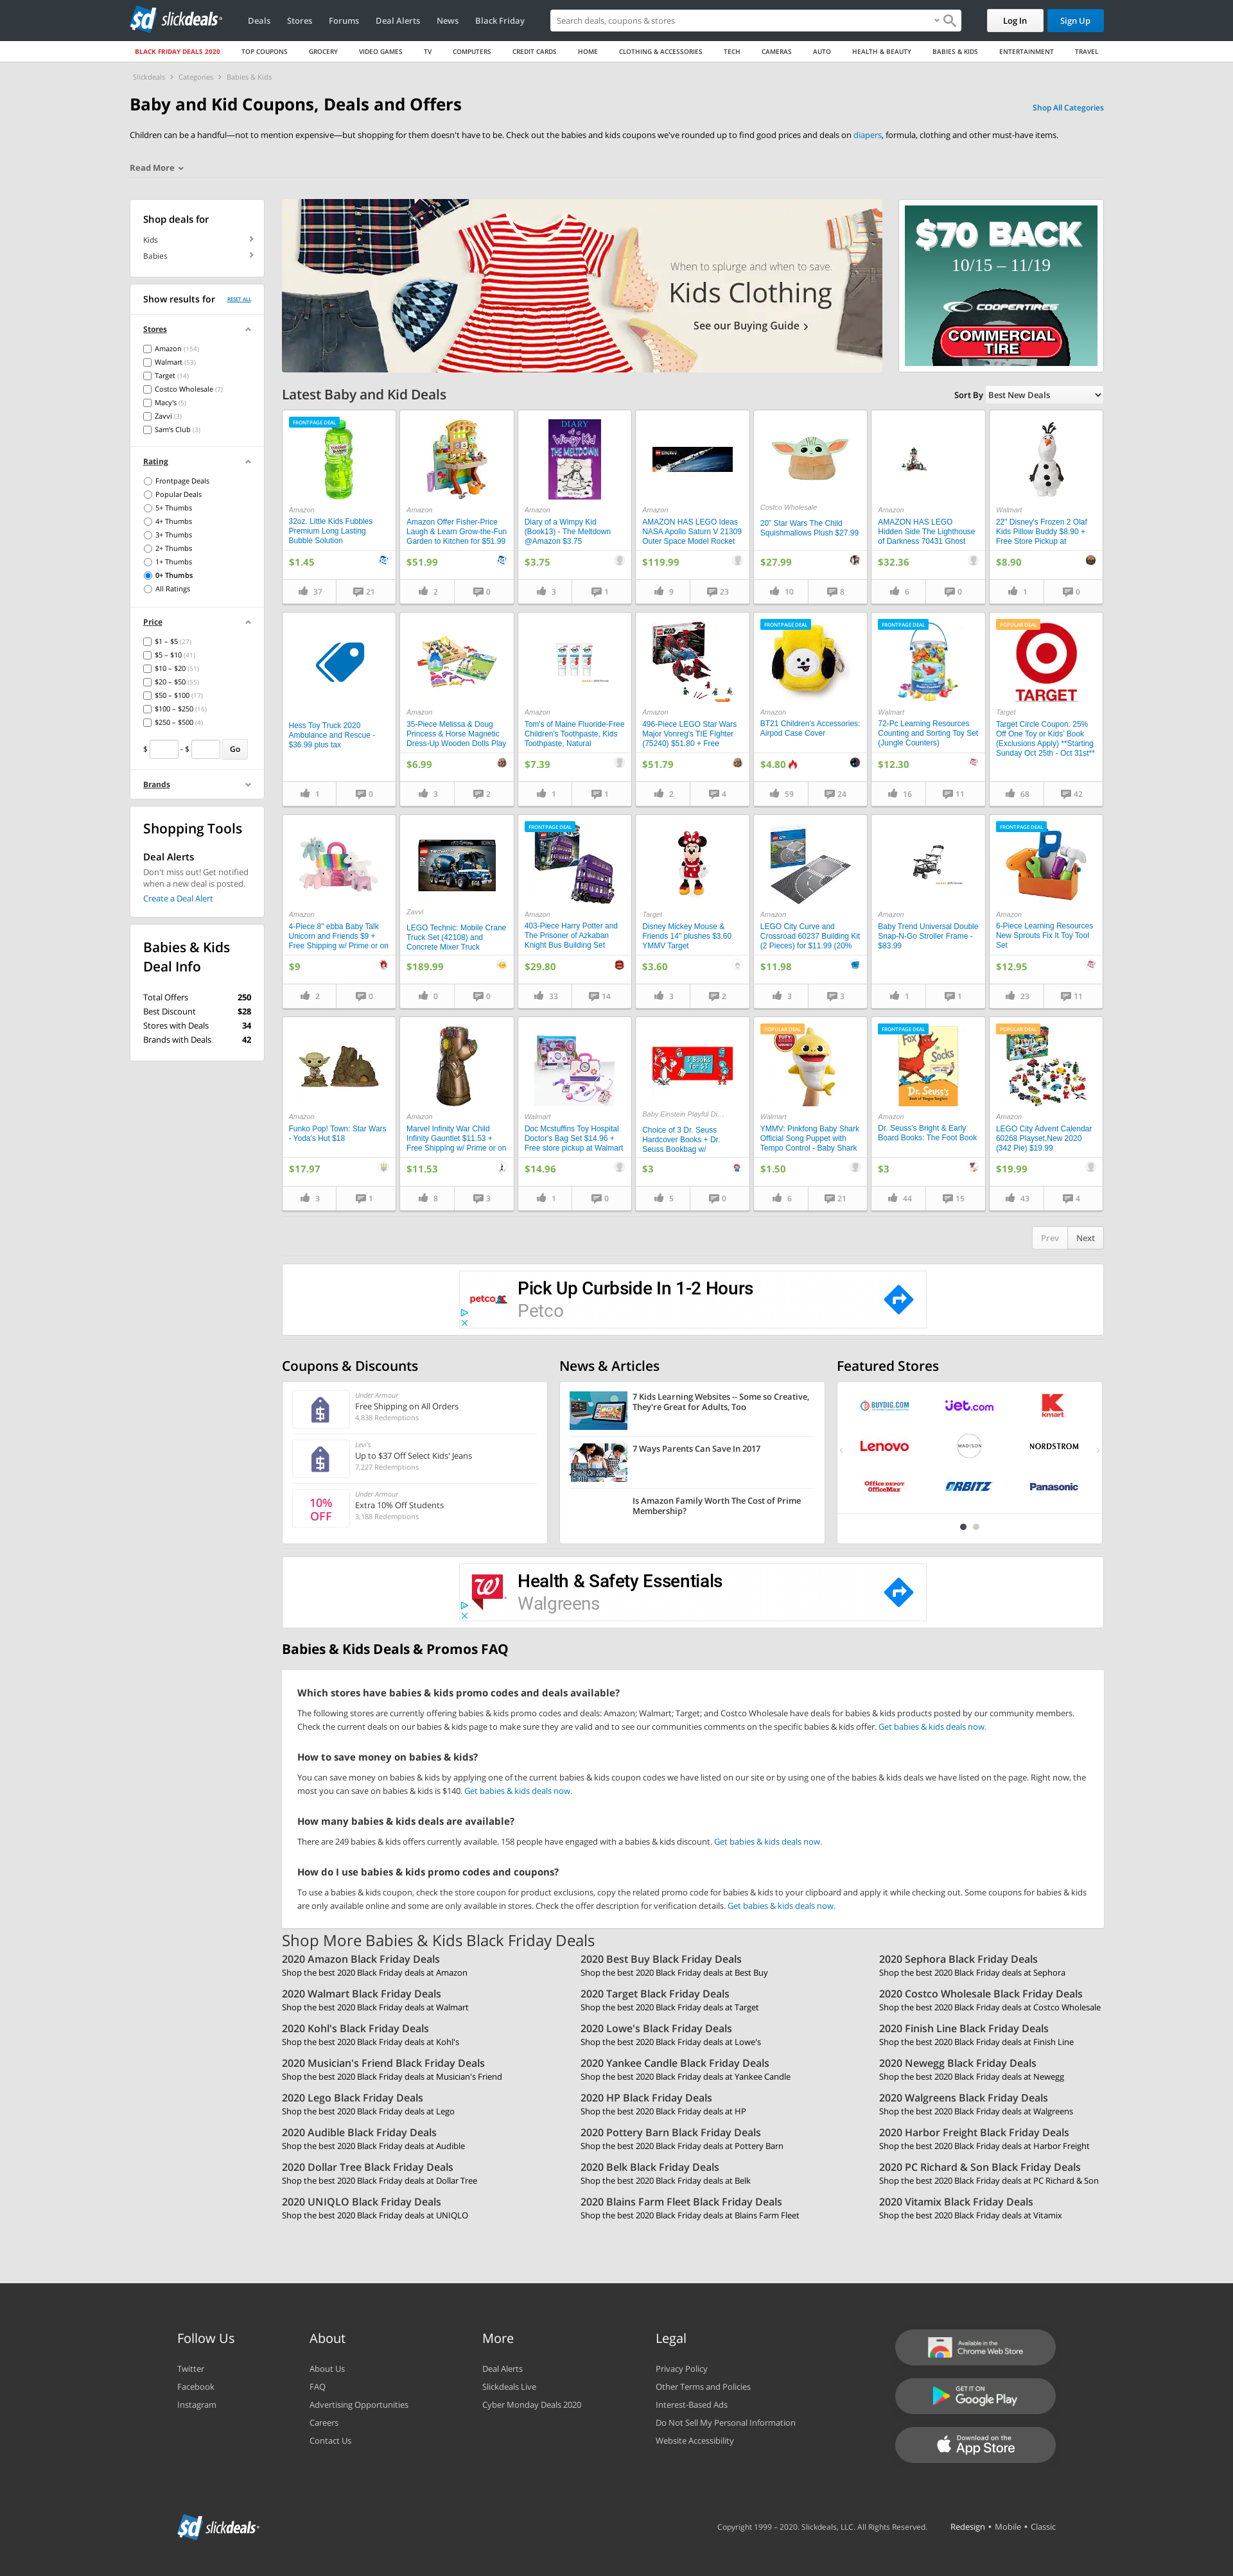 slickdeals
Deals
Stores
Forums
Deal Alerts
News
Black Friday
Search deals, coupons & stores
Log In
Sign Up
BLACK FRIDAY DEALS 2020
TOP COUPONS
GROCERY
VIDEO GAMES
TV
COMPUTERS
CREDIT CARDS
HOME
CLOTHING & ACCESSORIES
TECH
CAMERAS
AUTO
HEALTH & BEAUTY
BABIES & KIDS
ENTERTAINMENT
TRAVEL
Slickdeals > Categories > Babies & Kids
Baby and Kid Coupons, Deals and Offers
Shop All Categories
Children can be a handful—not to mention expensive—but shopping for them doesn't have to be. Check out the babies and kids coupons we've rounded up to find good prices and deals on diapers, formula, clothing and other must-have items.
Read More
Shop deals for
Kids
Babies
Show results for
RESET ALL
Stores
Amazon (154)
Walmart (53)
Target (14)
Costco Wholesale (7)
Macy's (5)
Zavvi (3)
Sam's Club (3)
Rating
Frontpage Deals
Popular Deals
5+ Thumbs
4+ Thumbs
3+ Thumbs
2+ Thumbs
1+ Thumbs
0+ Thumbs
All Ratings
Price
$1 – $5 (27)
$5 – $10 (41)
$10 – $20 (51)
$20 – $50 (55)
$50 – $100 (17)
$100 – $250 (16)
$250 – $500 (4)
$ - $ Go
Brands
Shopping Tools
Deal Alerts
Don't miss out! Get notified
when a new deal is posted.
Create a Deal Alert
Babies & Kids
Deal Info
Total Offers 250
Best Discount $28
Stores with Deals 34
Brands with Deals 42
When to splurge and when to save.
Kids Clothing
See our Buying Guide >
$70 BACK
10/15 – 11/19
COOPERTIRES
COMMERCIAL
TIRE
Latest Baby and Kid Deals
Sort By Best New Deals
FRONTPAGE DEAL
Amazon
32oz. Little Kids Fubbles
Premium Long Lasting
Bubble Solution
$1.45
37 21
Amazon
Amazon Offer Fisher-Price
Laugh & Learn Grow-the-Fun
Garden to Kitchen for $51.99
$51.99
2 0
DIARY
of a
Wimpy Kid
THE MELTDOWN
Amazon
Diary of a Wimpy Kid
(Book13) - The Meltdown
@Amazon $3.75
$3.75
3 1
Amazon
AMAZON HAS LEGO Ideas
NASA Apollo Saturn V 21309
Outer Space Model Rocket
$119.99
9 23
Costco Wholesale
20" Star Wars The Child
Squishmallows Plush $27.99
$27.99
10 8
Amazon
AMAZON HAS LEGO
Hidden Side The Lighthouse
of Darkness 70431 Ghost
$32.36
6 0
Walmart
22" Disney's Frozen 2 Olaf
Kids Pillow Buddy $8.90 +
Free Store Pickup at
$8.90
1 0
Hess Toy Truck 2020
Ambulance and Rescue -
$36.99 plus tax
1 0
Amazon
35-Piece Melissa & Doug
Princess & Horse Magnetic
Dress-Up Wooden Dolls Play
$6.99
3 2
Amazon
Tom's of Maine Fluoride-Free
Children's Toothpaste, Kids
Toothpaste, Natural
$7.39
1 1
Amazon
496-Piece LEGO Star Wars
Major Vonreg's TIE Fighter
(75240) $51.80 + Free
$51.79
2 4
FRONTPAGE DEAL
Amazon
BT21 Children's Accessories:
Airpod Case Cover
$4.80
59 24
FRONTPAGE DEAL
Walmart
72-Pc Learning Resources
Counting and Sorting Toy Set
(Jungle Counters)
$12.30
16 11
POPULAR DEAL
TARGET
Target
Target Circle Coupon: 25%
Off One Toy or Kids' Book
(Exclusions Apply) **Starting
Sunday Oct 25th - Oct 31st**
68 42
Amazon
4-Piece 8" ebba Baby Talk
Unicorn and Friends $9 +
Free Shipping w/ Prime or on
$9
2 0
Zavvi
LEGO Technic: Mobile Crane
Truck Set (42108) and
Concrete Mixer Truck
$189.99
0 0
FRONTPAGE DEAL
Amazon
403-Piece Harry Potter and
The Prisoner of Azkaban
Knight Bus Building Set
$29.80
33 14
Target
Disney Mickey Mouse &
Friends 14" plushes $3.60
YMMV Target
$3.60
3 2
Amazon
LEGO City Curve and
Crossroad 60237 Building Kit
(2 Pieces) for $11.99 (20%
$11.98
3 3
Amazon
Baby Trend Universal Double
Snap-N-Go Stroller Frame -
$83.99
1 1
FRONTPAGE DEAL
Amazon
6-Piece Learning Resources
New Sprouts Fix It Toy Tool
Set
$12.95
23 11
Amazon
Funko Pop! Town: Star Wars
- Yoda's Hut $18
$17.97
3 1
Amazon
Marvel Infinity War Child
Infinity Gauntlet $11.53 +
Free Shipping w/ Prime or on
$11.53
8 3
Walmart
Doc Mcstuffins Toy Hospital
Doctor's Bag Set $14.96 +
Free store pickup at Walmart
$14.96
1 0
3 Books
for $3
Baby Einstein Playful Di...
Choice of 3 Dr. Seuss
Hardcover Books + Dr.
Seuss Bookbag w/
$3
5 0
POPULAR DEAL
Walmart
YMMV: Pinkfong Baby Shark
Official Song Puppet with
Tempo Control - Baby Shark
$1.50
6 21
FRONTPAGE DEAL
Fox
in
Socks
Dr. Seuss's
Amazon
Dr. Seuss's Bright & Early
Board Books: The Foot Book
$3
44 15
POPULAR DEAL
Amazon
LEGO City Advent Calendar
60268 Playset,New 2020
(342 Pie) $19.99
$19.99
43 4
Prev
Next
petco
Pick Up Curbside In 1-2 Hours
Petco
Coupons & Discounts
Under Armour
Free Shipping on All Orders
4,838 Redemptions
Levi's
Up to $37 Off Select Kids' Jeans
7,227 Redemptions
10%
OFF
Under Armour
Extra 10% Off Students
3,188 Redemptions
News & Articles
7 Kids Learning Websites -- Some so Creative,
They're Great for Adults, Too
7 Ways Parents Can Save In 2017
Is Amazon Family Worth The Cost of Prime
Membership?
Featured Stores
BUYDIG.COM
Jet.com
kmart
Lenovo
MADISON
NORDSTROM
Office DEPOT
OfficeMax
ORBITZ
Panasonic
Health & Safety Essentials
Walgreens
Babies & Kids Deals & Promos FAQ
Which stores have babies & kids promo codes and deals available?
The following stores are currently offering babies & kids promo codes and deals: Amazon; Walmart; Target; and Costco Wholesale have deals for babies & kids products posted by our community members.
Check the current deals on our babies & kids page to make sure they are valid and to see our communities comments on the specific babies & kids offer. Get babies & kids deals now.
How to save money on babies & kids?
You can save money on babies & kids by applying one of the current babies & kids coupon codes we have listed on our site or by using one of the babies & kids deals we have listed on the page. Right now, the
most you can save on babies & kids is $140. Get babies & kids deals now.
How many babies & kids deals are available?
There are 249 babies & kids offers currently available. 158 people have engaged with a babies & kids discount. Get babies & kids deals now.
How do I use babies & kids promo codes and coupons?
To use a babies & kids coupon, check the store coupon for product exclusions, copy the related promo code for babies & kids to your clipboard and apply it while checking out. Some coupons for babies & kids
are only available online and some are only available in stores. Check the offer description for verification details. Get babies & kids deals now.
Shop More Babies & Kids Black Friday Deals
2020 Amazon Black Friday Deals
Shop the best 2020 Black Friday deals at Amazon
2020 Best Buy Black Friday Deals
Shop the best 2020 Black Friday deals at Best Buy
2020 Sephora Black Friday Deals
Shop the best 2020 Black Friday deals at Sephora
2020 Walmart Black Friday Deals
Shop the best 2020 Black Friday deals at Walmart
2020 Target Black Friday Deals
Shop the best 2020 Black Friday deals at Target
2020 Costco Wholesale Black Friday Deals
Shop the best 2020 Black Friday deals at Costco Wholesale
2020 Kohl's Black Friday Deals
Shop the best 2020 Black Friday deals at Kohl's
2020 Lowe's Black Friday Deals
Shop the best 2020 Black Friday deals at Lowe's
2020 Finish Line Black Friday Deals
Shop the best 2020 Black Friday deals at Finish Line
2020 Musician's Friend Black Friday Deals
Shop the best 2020 Black Friday deals at Musician's Friend
2020 Yankee Candle Black Friday Deals
Shop the best 2020 Black Friday deals at Yankee Candle
2020 Newegg Black Friday Deals
Shop the best 2020 Black Friday deals at Newegg
2020 Lego Black Friday Deals
Shop the best 2020 Black Friday deals at Lego
2020 HP Black Friday Deals
Shop the best 2020 Black Friday deals at HP
2020 Walgreens Black Friday Deals
Shop the best 2020 Black Friday deals at Walgreens
2020 Audible Black Friday Deals
Shop the best 2020 Black Friday deals at Audible
2020 Pottery Barn Black Friday Deals
Shop the best 2020 Black Friday deals at Pottery Barn
2020 Harbor Freight Black Friday Deals
Shop the best 2020 Black Friday deals at Harbor Freight
2020 Dollar Tree Black Friday Deals
Shop the best 2020 Black Friday deals at Dollar Tree
2020 Belk Black Friday Deals
Shop the best 2020 Black Friday deals at Belk
2020 PC Richard & Son Black Friday Deals
Shop the best 2020 Black Friday deals at PC Richard & Son
2020 UNIQLO Black Friday Deals
Shop the best 2020 Black Friday deals at UNIQLO
2020 Blains Farm Fleet Black Friday Deals
Shop the best 2020 Black Friday deals at Blains Farm Fleet
2020 Vitamix Black Friday Deals
Shop the best 2020 Black Friday deals at Vitamix
Follow Us
Twitter
Facebook
Instagram
About
About Us
FAQ
Advertising Opportunities
Careers
Contact Us
More
Deal Alerts
Slickdeals Live
Cyber Monday Deals 2020
Legal
Privacy Policy
Other Terms and Policies
Interest-Based Ads
Do Not Sell My Personal Information
Website Accessibility
Available in the
Chrome Web Store
GET IT ON
Google Play
Download on the
App Store
slickdeals
Copyright 1999 – 2020. Slickdeals, LLC. All Rights Reserved.
Redesign • Mobile • Classic